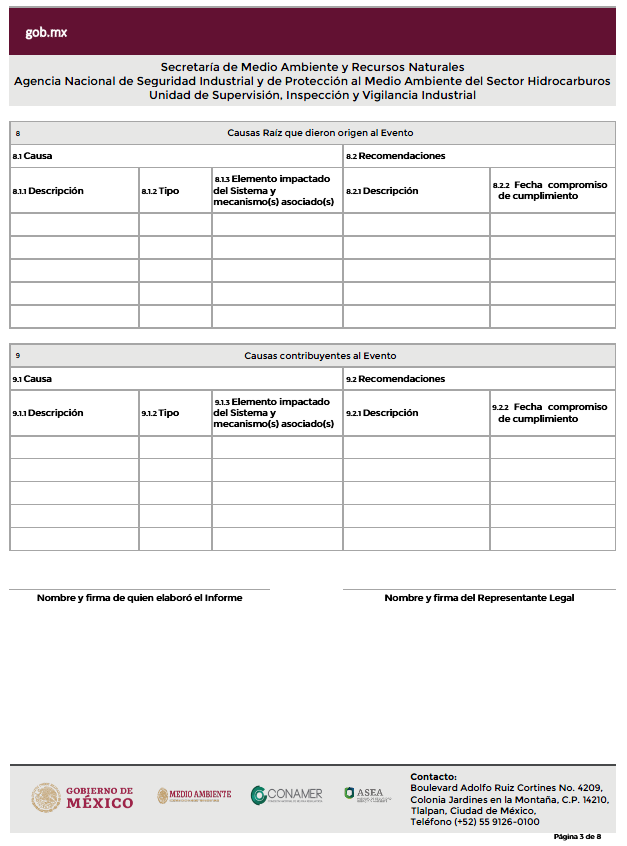 gob.mx
Secretaría de Medio Ambiente y Recursos Naturales
Agencia Nacional de Seguridad Industrial y de Protección al Medio Ambiente del Sector Hidrocarburos
Unidad de Supervisión, Inspección y Vigilancia Industrial
8 Causas Raíz que dieron origen al Evento
8.1 Causa 8.2 Recomendaciones
8.1.1 Descripción 8.1.2 Tipo 8.1.3 Elemento impactado
del Sistema y
mecanismo(s) asociado(s)
8.2.1 Descripción 8.2.2 Fecha compromiso
de cumplimiento
9 Causas contribuyentes al Evento
9.1 Causa 9.2 Recomendaciones
9.1.1 Descripción 9.1.2 Tipo 9.1.3 Elemento impactado
del Sistema y
mecanismo(s) asociado(s)
9.2.1 Descripción 9.2.2 Fecha compromiso
de cumplimiento
Nombre y firma de quien elaboró el Informe Nombre y firma del Representante Legal
GOBIERNO DE
MÉXICO
MEDIO AMBIENTE
CONAMER
ASEA
Contacto:
Boulevard Adolfo Ruiz Cortines No. 4209,
Colonia Jardines en la Montaña, C.P. 14210,
Tlalpan, Ciudad de México,
Teléfono (+52) 55 9126-0100
Página 3 de 8